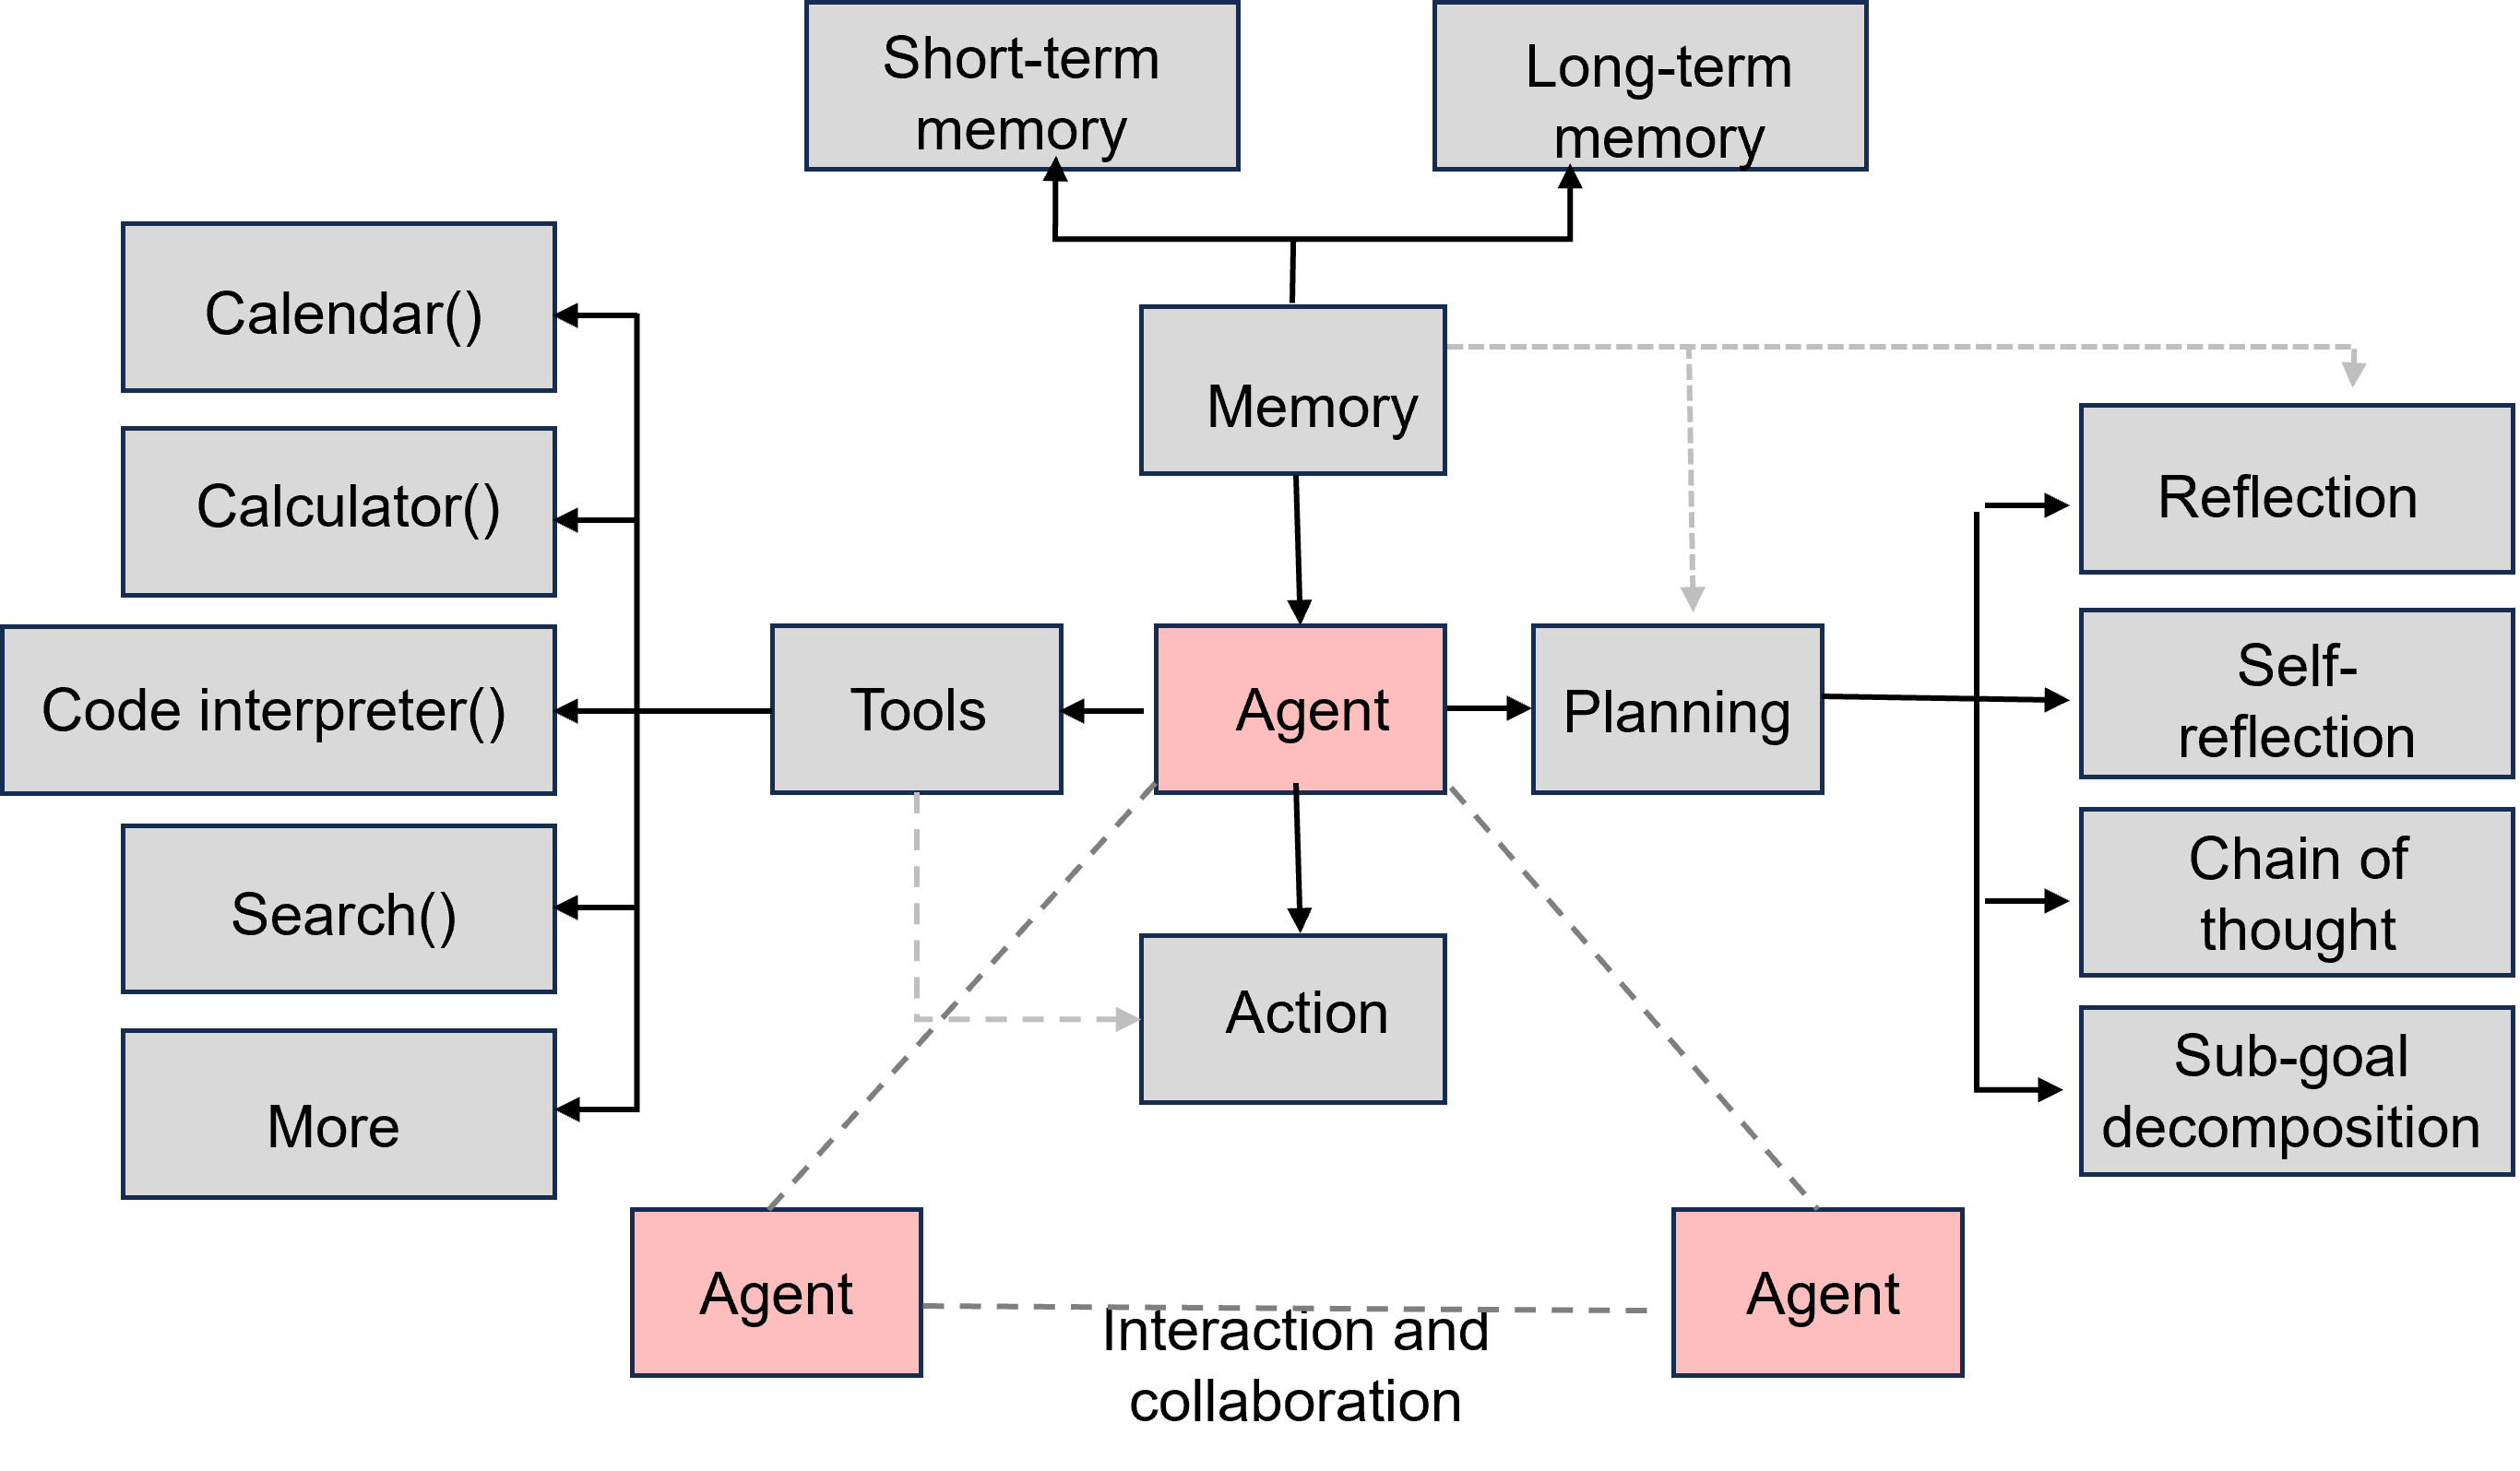 Short-term
memory
Long-term
memory
Calendar()
Calculator()
Code interpreter()
Search()
More
Memory
Tools
Agent
Planning
Action
Reflection
Self-
reflection
Chain of
thought
Sub-goal
decomposition
Agent
Interaction and
collaboration
Agent